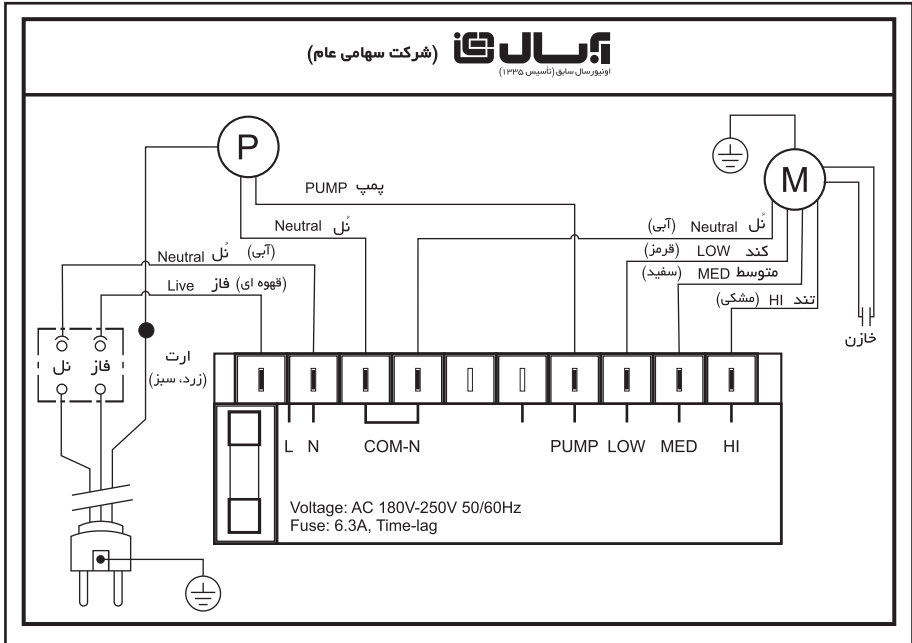 آبسال (شرکت سهامی عام)
اونیورسال سابق (تأسیس ۱۳۳۵)
P
M
پمپ PUMP
نُل Neutral
نُل Neutral (آبی)
کند LOW (قرمز)
متوسط MED (سفید)
تند HI (مشکی)
خازن
نُل Neutral (آبی)
فاز Live (قهوه ای)
نل فاز
ارت
(زرد، سبز)
L N COM-N PUMP LOW MED HI
Voltage: AC 180V-250V 50/60Hz
Fuse: 6.3A, Time-lag